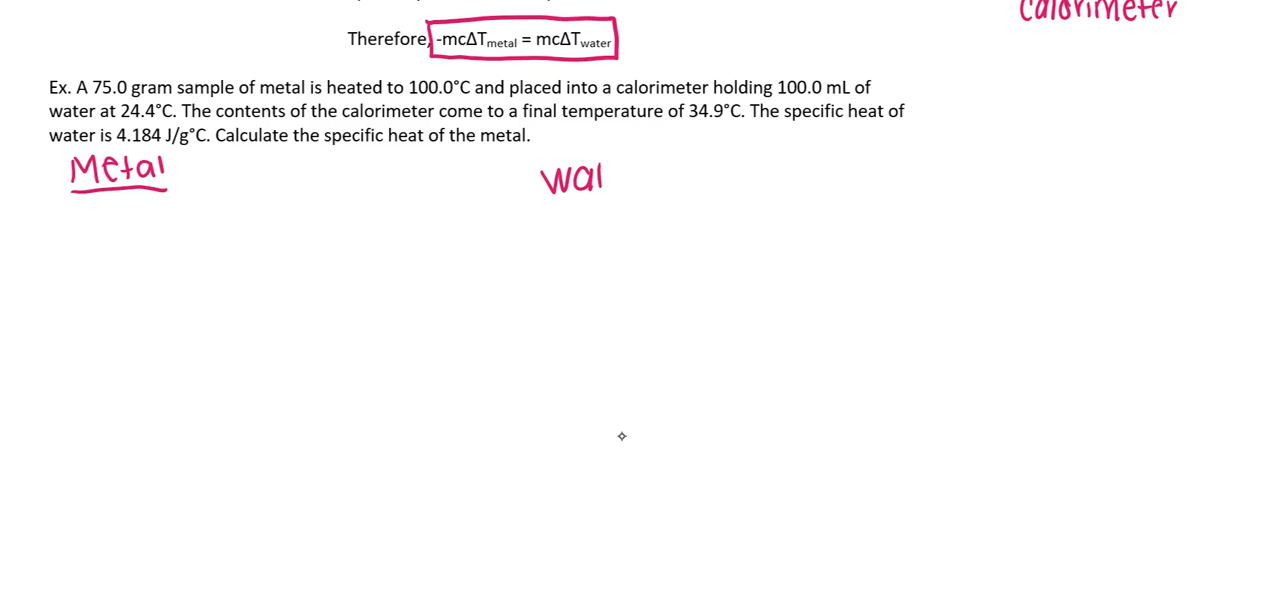 calorimeter
Therefore, -mcΔTmetal = mcΔTwater
Ex. A 75.0 gram sample of metal is heated to 100.0°C and placed into a calorimeter holding 100.0 mL of
water at 24.4°C. The contents of the calorimeter come to a final temperature of 34.9°C. The specific heat of
water is 4.184 J/g°C. Calculate the specific heat of the metal.
Metal wal